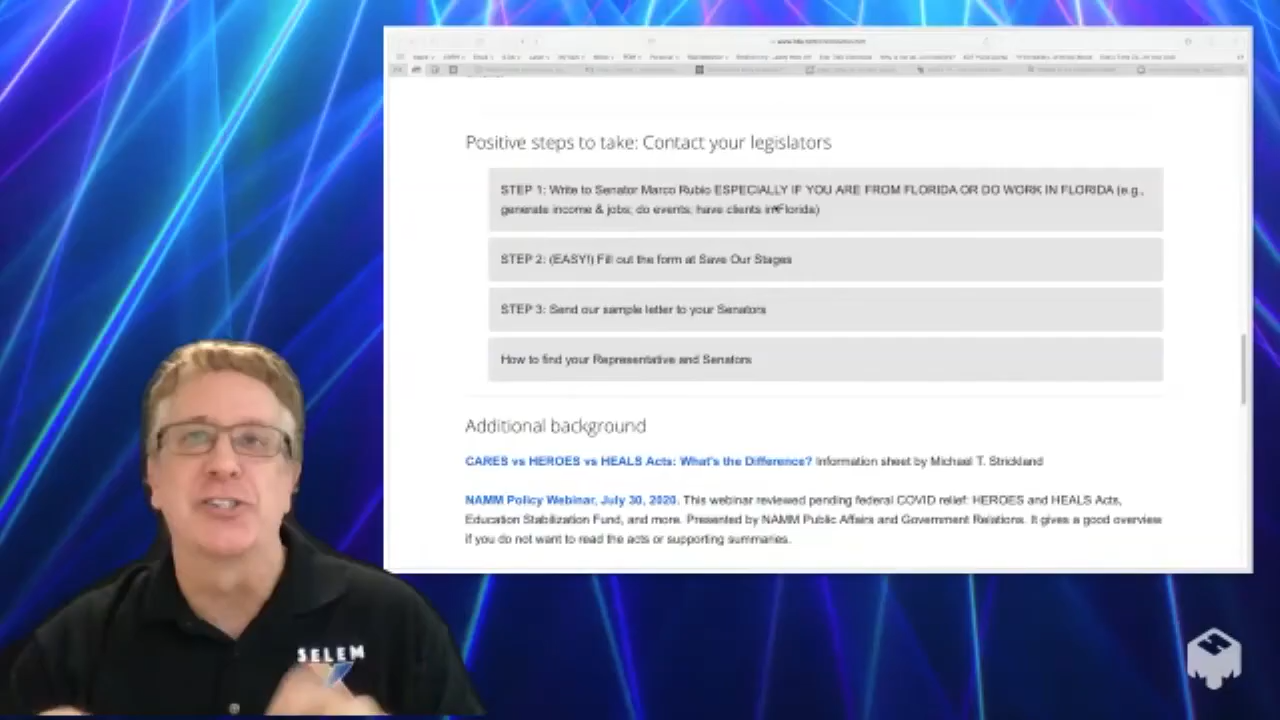 Positive steps to take: Contact your legislators
STEP 1: Write to Senator Marco Rubio ESPECIALLY IF YOU ARE FROM FLORIDA OR DO WORK IN FLORIDA (e.g.,
generate income & jobs; do events; have clients in Florida)
STEP 2: (EASY!) Fill out the form at Save Our Stages
STEP 3: Send our sample letter to your Senators
How to find your Representative and Senators
Additional background
CARES vs HEROES vs HEALS Acts: What's the Difference? Information sheet by Michael T. Strickland
NAMM Policy Webinar, July 30, 2020. This webinar reviewed pending federal COVID relief: HEROES and HEALS Acts,
Education Stabilization Fund, and more. Presented by NAMM Public Affairs and Government Relations. It gives a good overview
if you do not want to read the acts or supporting summaries.
SELEM